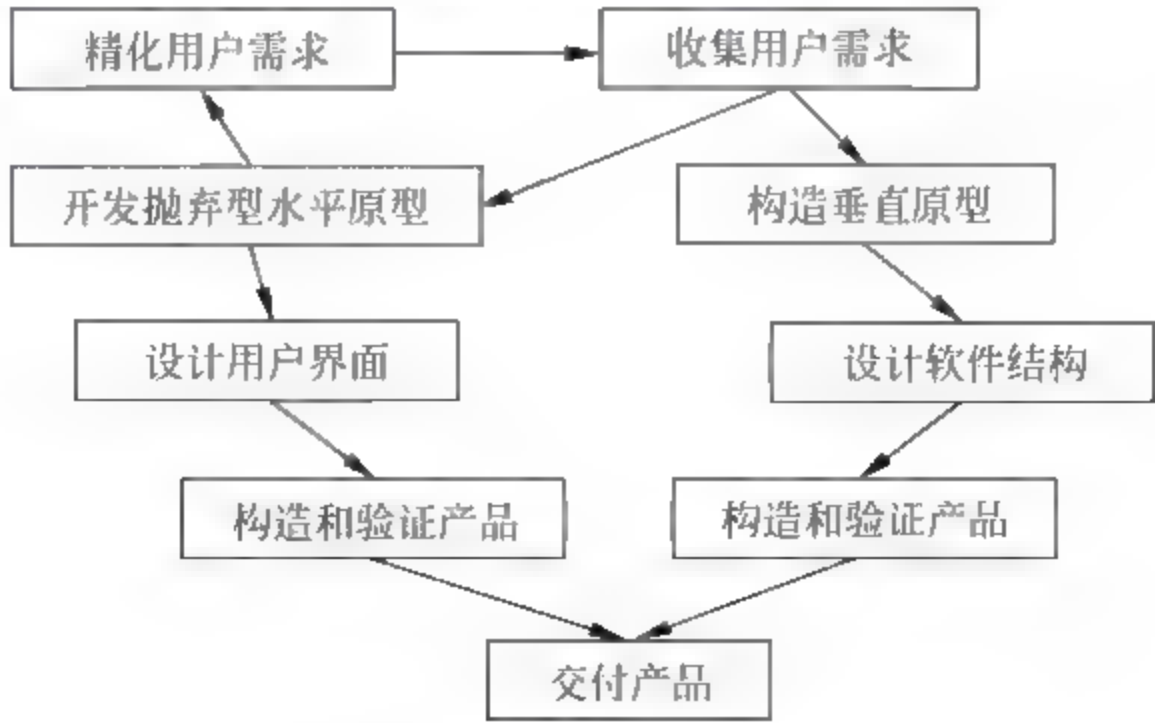 精化用户需求
收集用户需求
开发抛弃型水平原型
构造垂直原型
设计用户界面
设计软件结构
构造和验证产品
构造和验证产品
交付产品